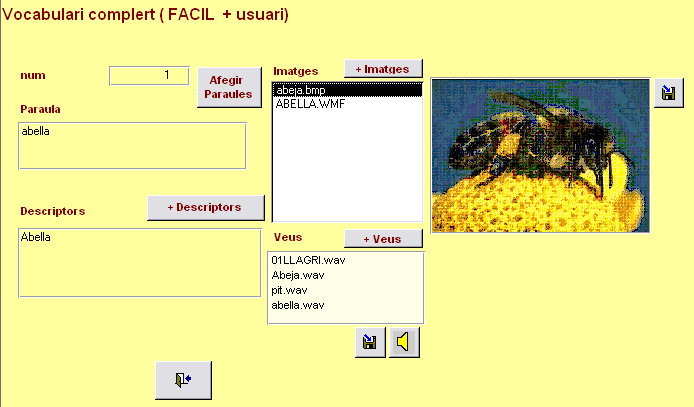 Vocabulari complert ( FACIL + usuari)
num
1
Afegir
Paraules
Paraula
abella
Descriptors
+ Descriptors
Abella
Imatges
+ Imatges
abeja.bmp
ABELLA.WMF
Veus
+ Veus
01LLAGRI.wav
Abeja.wav
pit.wav
abella.wav